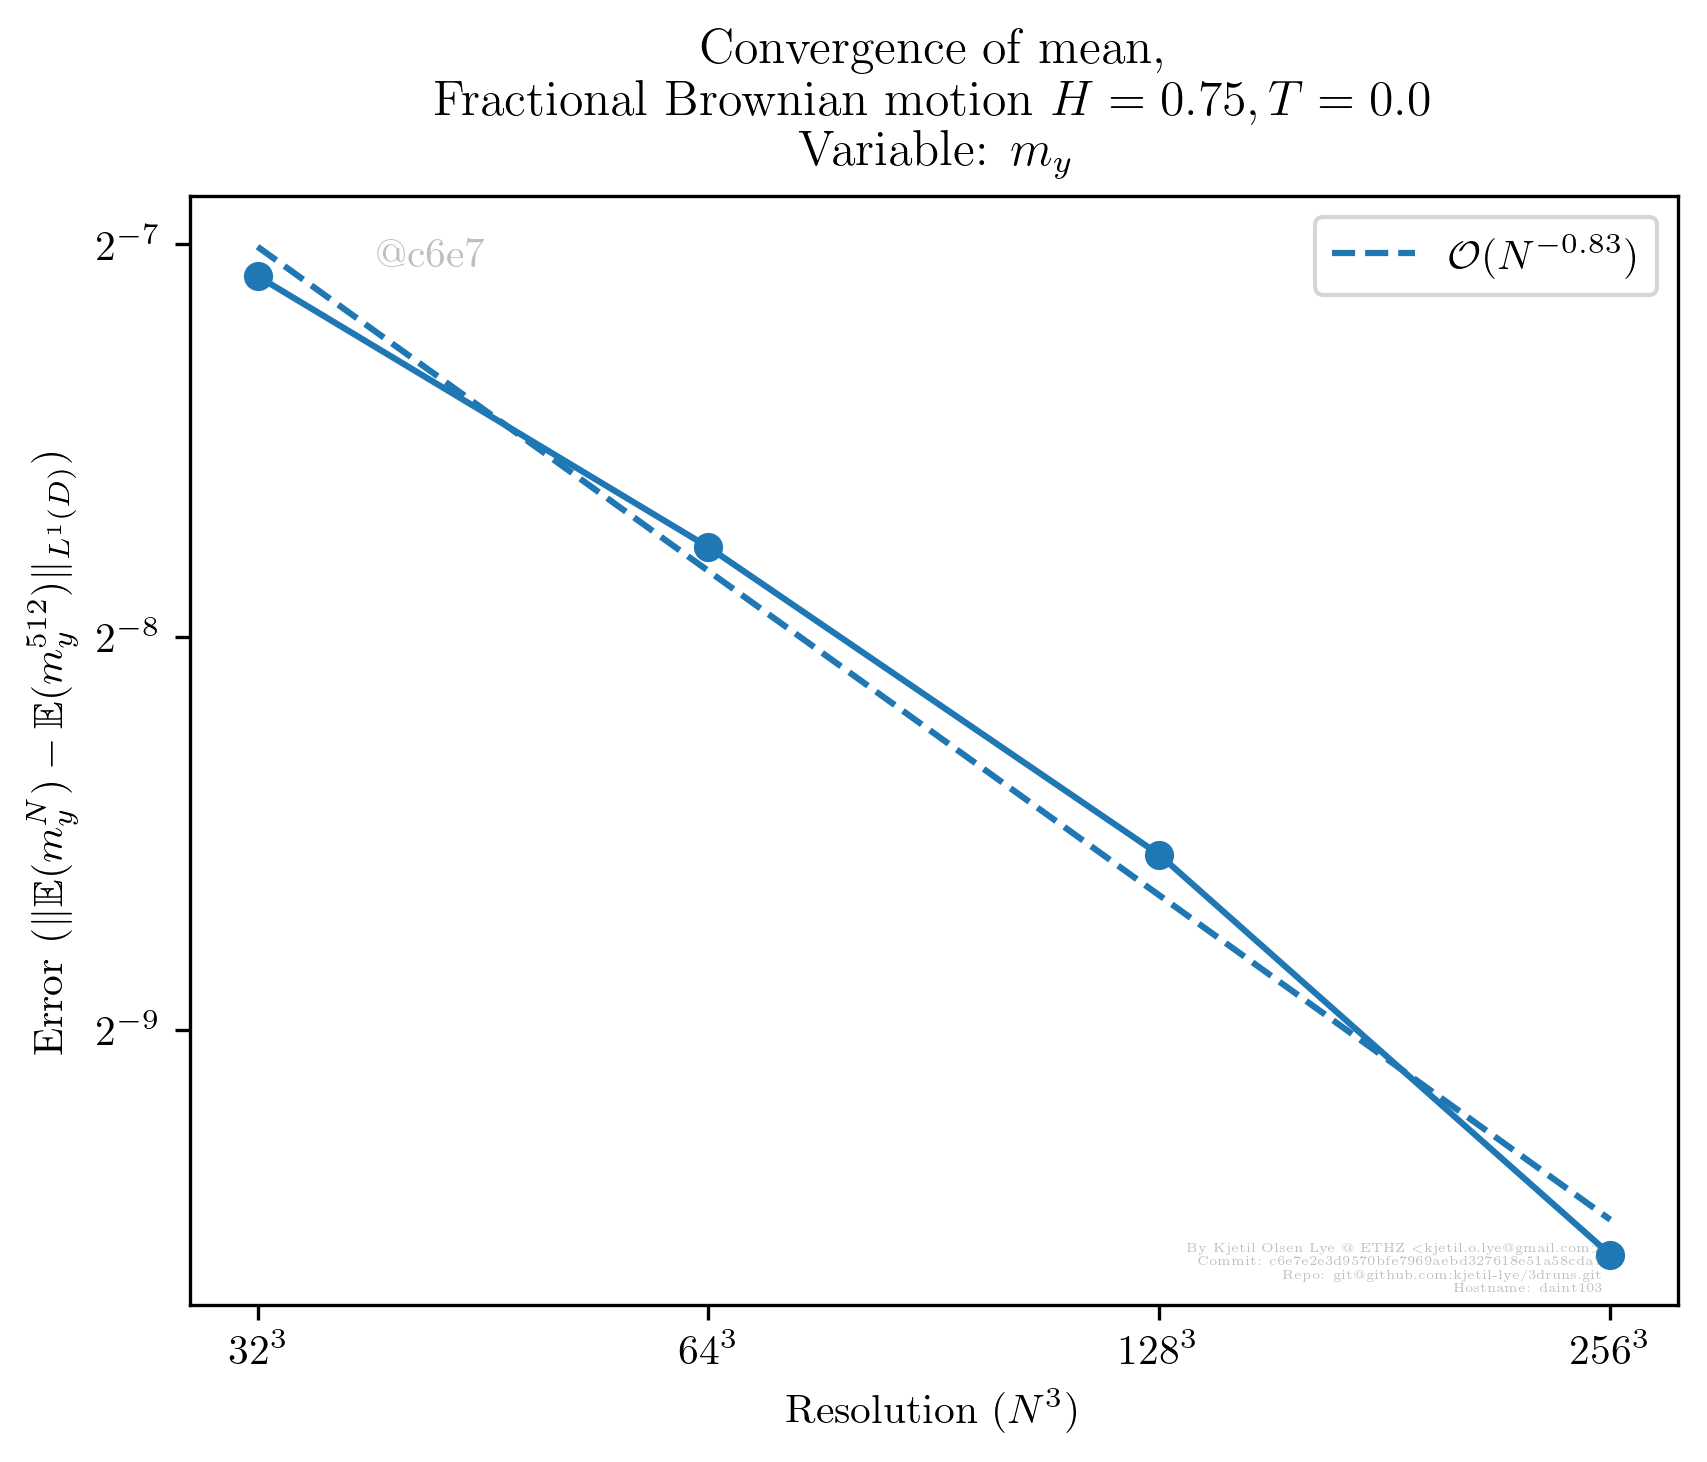 Convergence of mean,
Fractional Brownian motion H = 0.75, T = 0.0
Variable: m_y
2^{-7}
@c6e7
O(N^{-0.83})
2^{-8}
2^{-9}
Error (||E(m_y^N) − E(m_y^{512})||_{L^1(D)})
By Kjetil Olsen Lye @ ETHZ <kjetil.o.lye@gmail.com>
Commit: c6e7e2e3d9570bfe7969aebd327618e51a58cda
Repo: git@github.com:kjetil-lye/3druns.git
Hostname: daint103
32^3
64^3
128^3
256^3
Resolution (N^3)